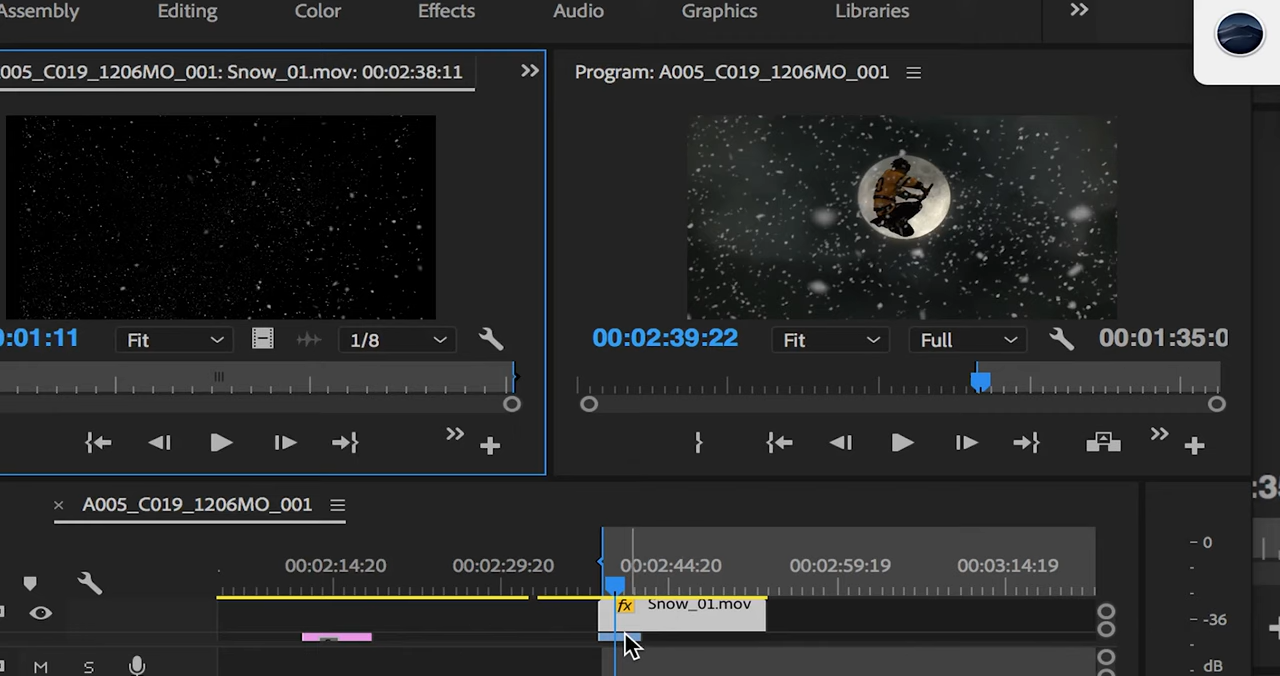 Assembly Editing Color Effects Audio Graphics Libraries
005_C019_1206MO_001: Snow_01.mov: 00:02:38:11
Program: A005_C019_1206MO_001
:01:11 Fit 1/8
00:02:39:22 Fit Full 00:01:35:0
A005_C019_1206MO_001
00:02:14:20 00:02:29:20 00:02:44:20 00:02:59:19 00:03:14:19
fx Snow_01.mov
M S
0
-36
dB